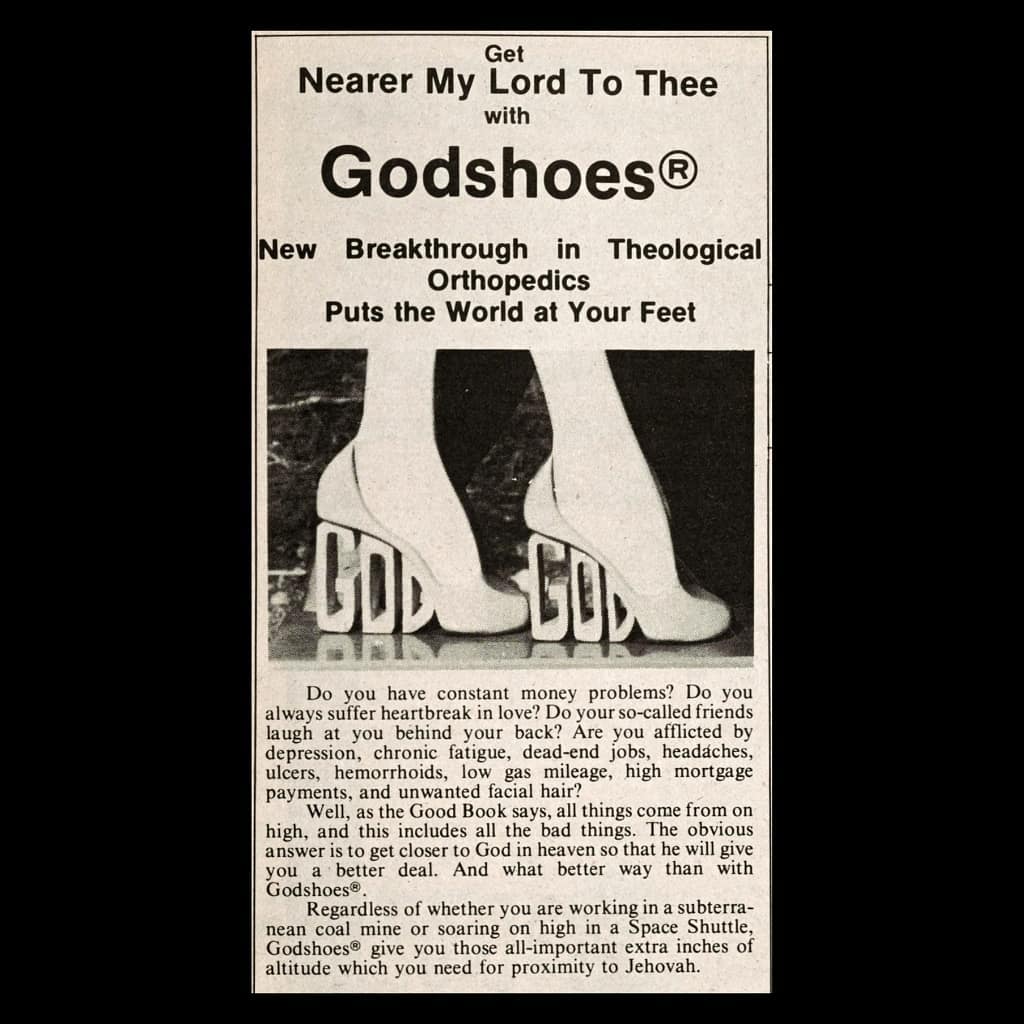 Get
Nearer My Lord To Thee
with
Godshoes®
New Breakthrough in Theological
Orthopedics
Puts the World at Your Feet
GOD GOD
Do you have constant money problems? Do you
always suffer heartbreak in love? Do your so-called friends
laugh at you behind your back? Are you afflicted by
depression, chronic fatigue, dead-end jobs, headaches,
ulcers, hemorrhoids, low gas mileage, high mortgage
payments, and unwanted facial hair?
Well, as the Good Book says, all things come from on
high, and this includes all the bad things. The obvious
answer is to get closer to God in heaven so that he will give
you a better deal. And what better way than with
Godshoes®.
Regardless of whether you are working in a subterra-
nean coal mine or soaring on high in a Space Shuttle,
Godshoes® give you those all-important extra inches of
altitude which you need for proximity to Jehovah.